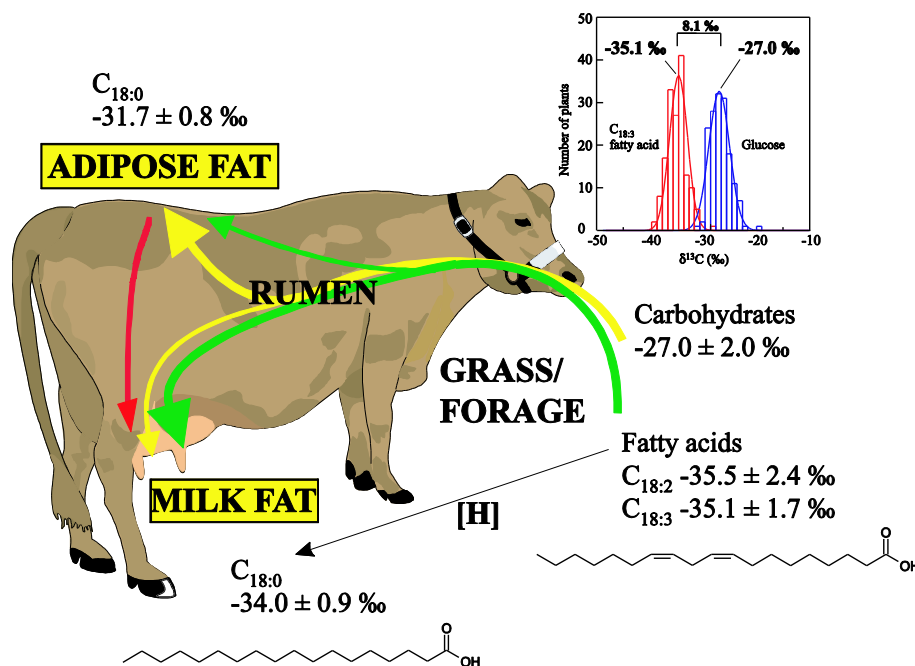 C18:0
-31.7 ± 0.8 ‰
ADIPOSE FAT
RUMEN
GRASS/
FORAGE
MILK FAT
[H]
C18:0
-34.0 ± 0.9 ‰
O
OH
50
40
30
20
10
0
Number of plants
8.1 ‰
-35.1 ‰
-27.0 ‰
C18:3
fatty acid
Glucose
-50
-40
-30
-20
-10
δ13C (‰)
Carbohydrates
-27.0 ± 2.0 ‰
Fatty acids
C18:2 -35.5 ± 2.4 ‰
C18:3 -35.1 ± 1.7 ‰
O
OH